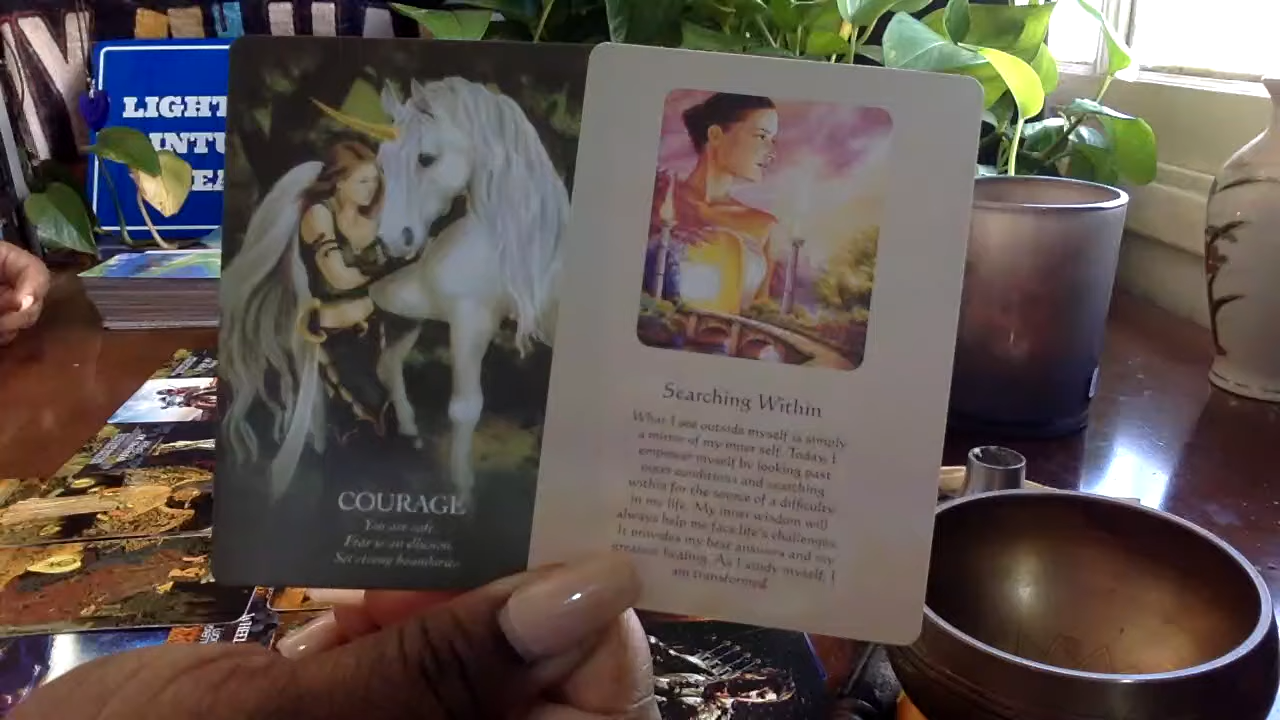 LIGHT
INTU
EA
COURAGE
You are safe.
Fear is an illusion.
Set strong boundaries.
Searching Within
What I see outside myself is simply
a mirror of my inner self. Today, I
empower myself by looking past
outer conditions and searching
within for the source of a difficulty
in my life. My inner wisdom will
always help me face life's challenges.
It provides my best answers and my
greatest healing. As I study myself, I
am transformed.